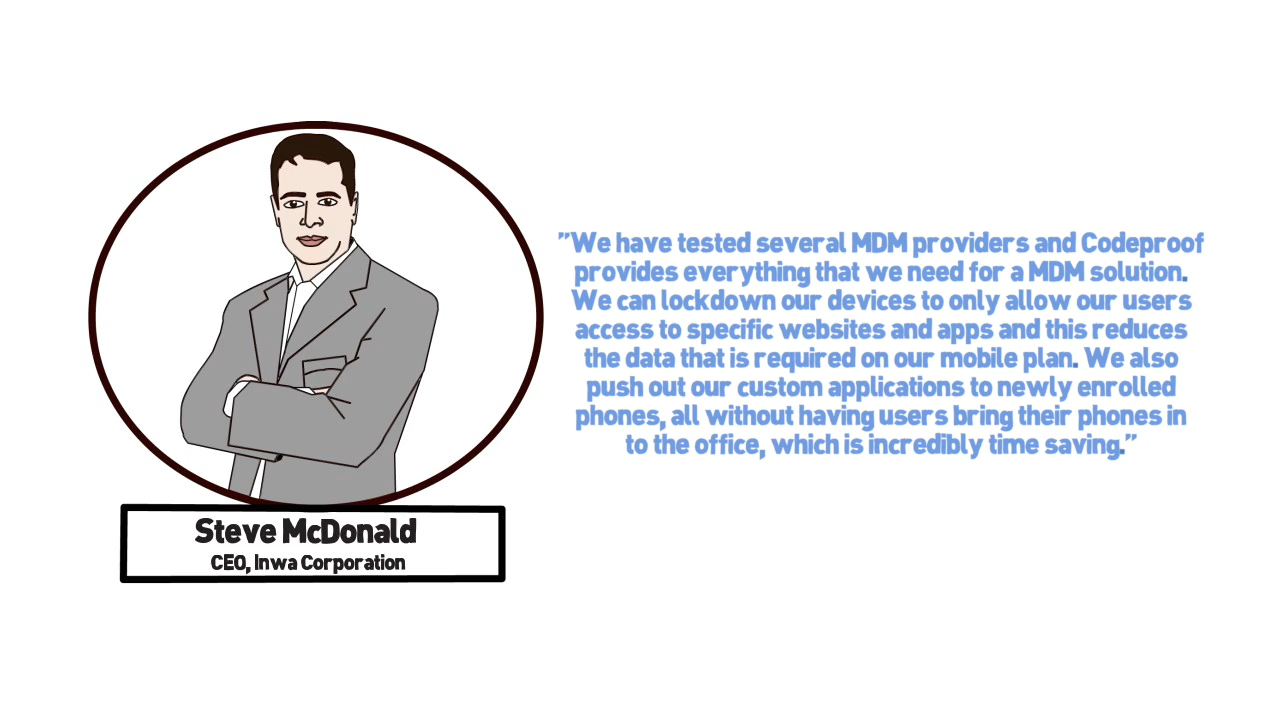 Steve McDonald
CEO, Inwa Corporation
"We have tested several MDM providers and Codeproof
provides everything that we need for a MDM solution.
We can lockdown our devices to only allow our users
access to specific websites and apps and this reduces
the data that is required on our mobile plan. We also
push out our custom applications to newly enrolled
phones, all without having users bring their phones in
to the office, which is incredibly time saving."